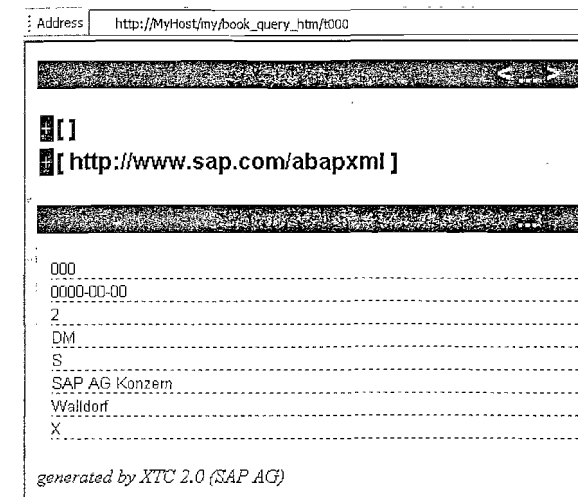 Address http://MyHost/my/book_query_htm/t000
<...>
+ [ ]
+ [ http://www.sap.com/abapxml ]
...
000
0000-00-00
2
DM
S
SAP AG Konzern
Walldorf
X
generated by XTC 2.0 (SAP AG)